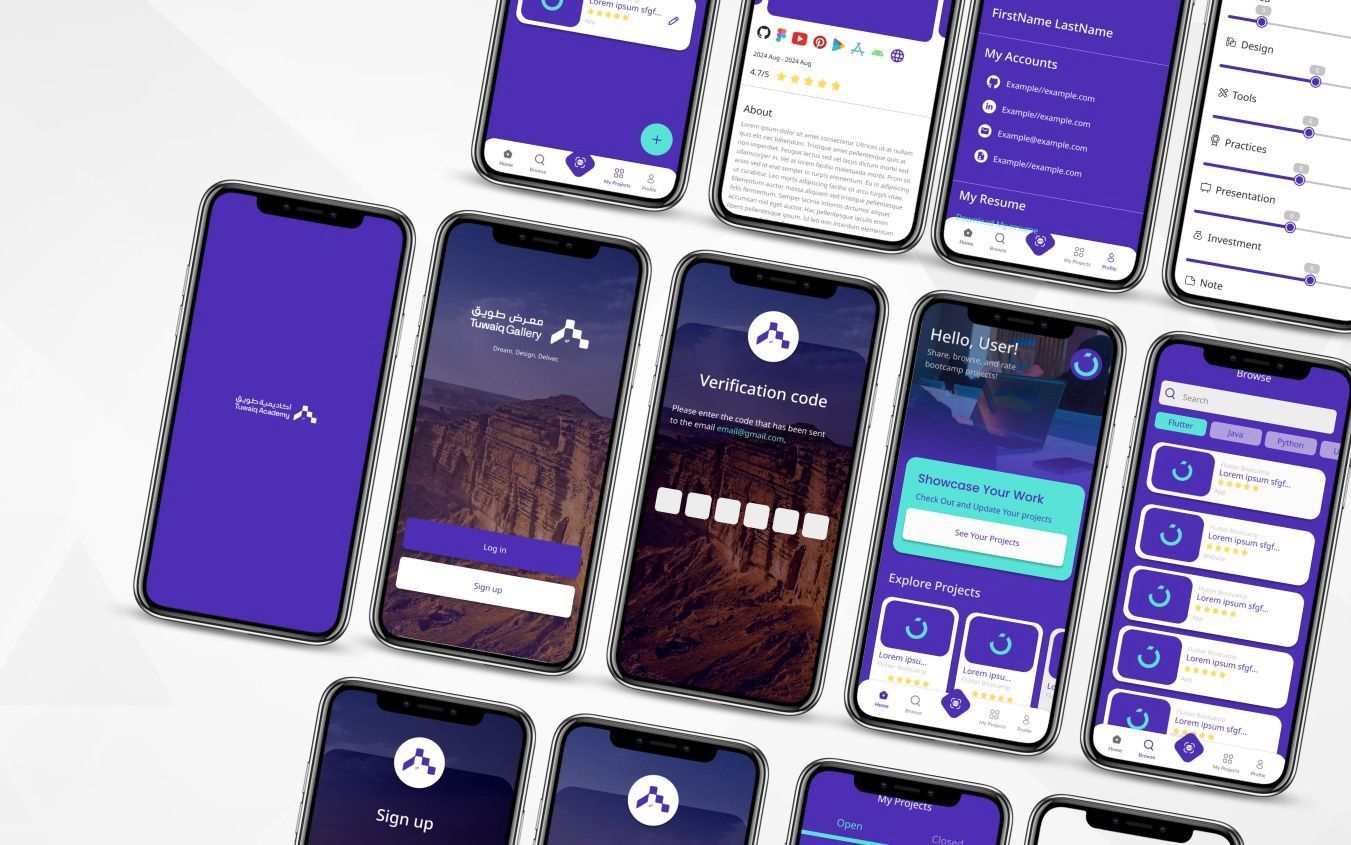 Lorem ipsum sfgf...
App
Home
Browse
My Projects
Profile
2024 Aug - 2024 Aug
4.7/5
About
Lorem ipsum dolor sit amet consectetur. Ultrices ut at nullam
quis elit nec bibendum. Tristique amet pellentesque quis at
non imperdiet. Feugiat lectus sed vel lacus dictum morbi cras
ullamcorper in. Vel at lorem facilisi malesuada morbi. Proin
enim sed id semper in turpis elementum. Eu in adipiscing
ut curabitur. Leo morbi adipiscing facilisi sit arcu turpis vitae.
Elementum auctor massa aliquam sed tristique pellentesque
felis fermentum. Semper lacinia lobortis dictumst aliquet
accumsan nisl eget auctor. Hac pellentesque iaculis enim
libero pellentesque ipsum. Id leo non interdum elementum
FirstName LastName
My Accounts
Example//example.com
Example//example.com
Example@example.com
Example//example.com
My Resume
Download My resume
Home
Browse
My Projects
Profile
Design
6
Tools
6
Practices
6
Presentation
6
Investment
6
Note
أكاديمية طويق
Tuwaiq Academy
معرض طويق
Tuwaiq Gallery
Dream. Design. Deliver.
Log in
Sign up
Verification code
Please enter the code that has been sent
to the email email@gmail.com.
Hello, User!
Share, browse, and rate
bootcamp projects!
Showcase Your Work
Check Out and Update Your projects
See Your Projects
Explore Projects
Lorem ipsu...
Flutter Bootcamp
Lorem ipsu...
Flutter Bootcamp
Home
Browse
My Projects
Profile
Browse
Search
Flutter
Java
Python
Flutter Bootcamp
Lorem ipsum sfgf...
App
Flutter Bootcamp
Lorem ipsum sfgf...
Website
Flutter Bootcamp
Lorem ipsum sfgf...
App
Flutter Bootcamp
Lorem ipsum sfgf...
App
Flutter Bootcamp
Lorem ipsum sfgf...
Home
Browse
My Projects
Profile
Sign up
My Projects
Open
Closed